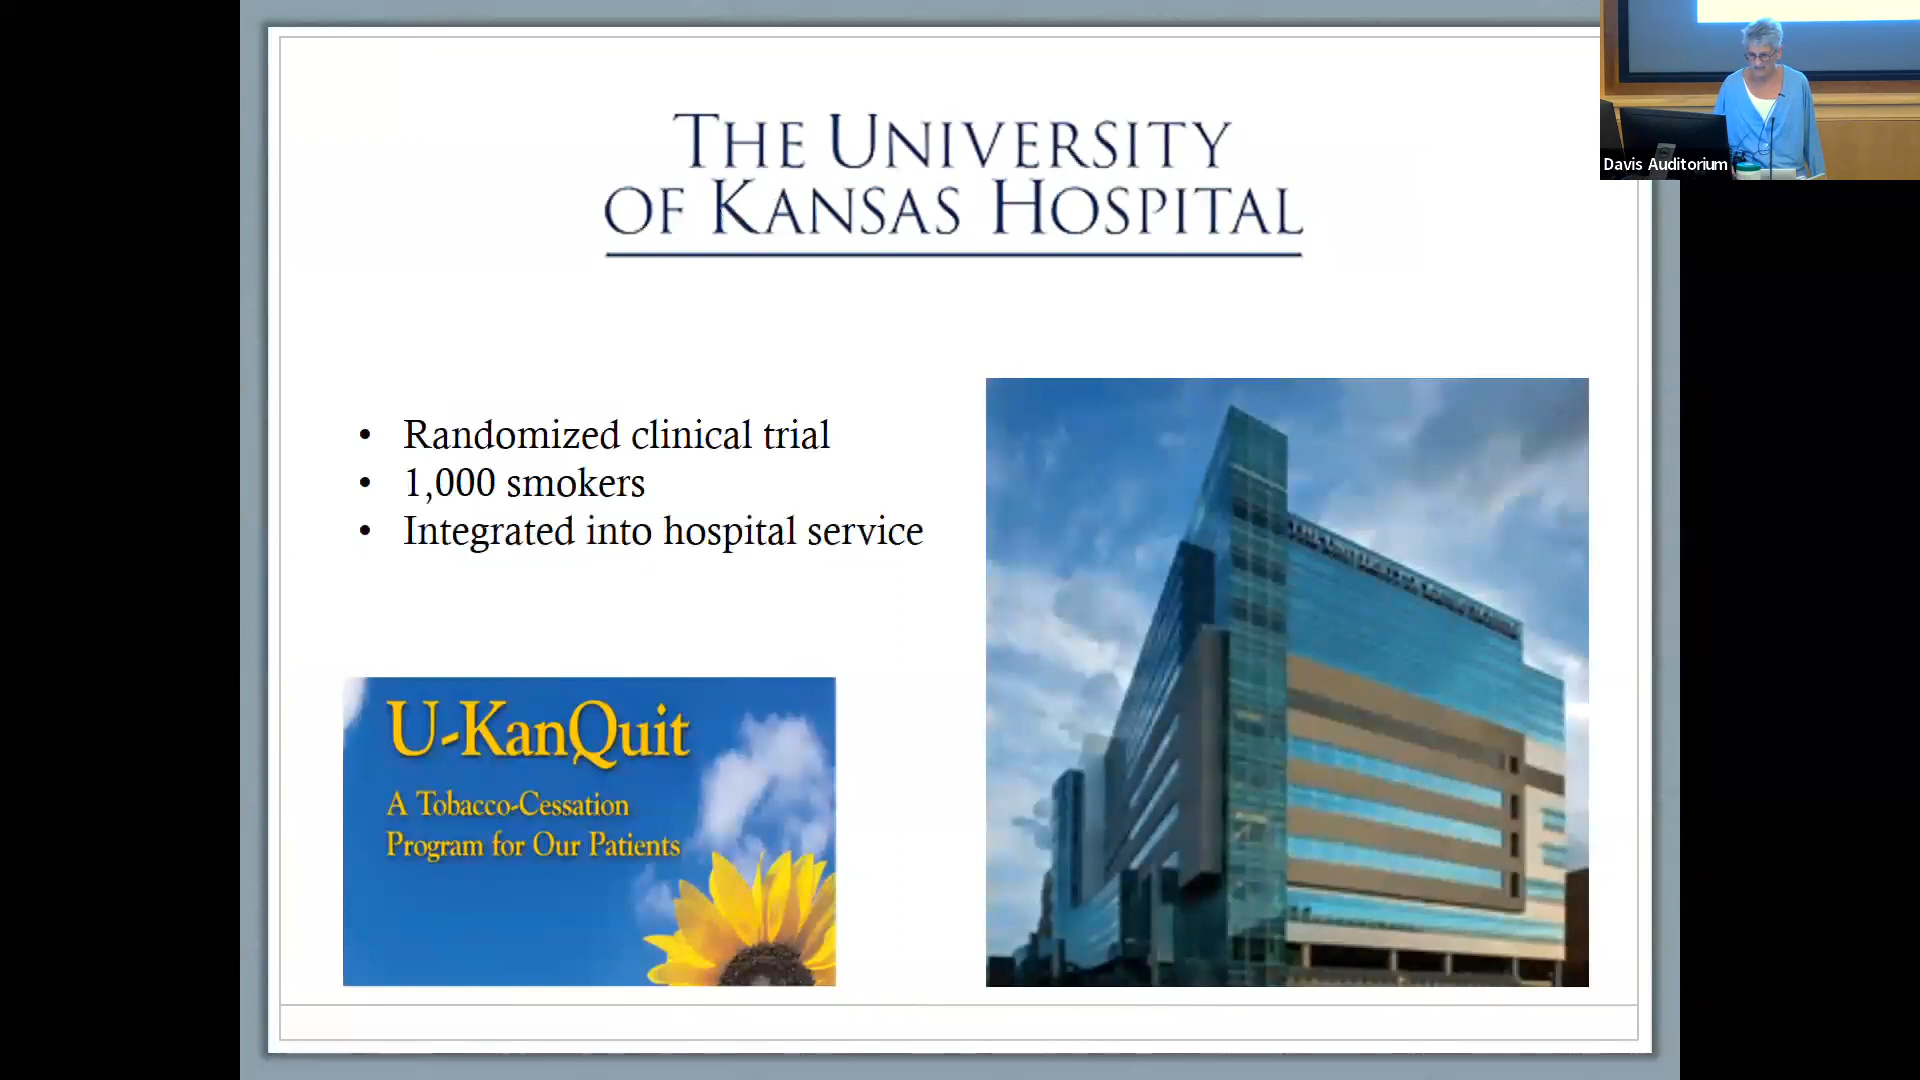 THE UNIVERSITY
OF KANSAS HOSPITAL
• Randomized clinical trial
• 1,000 smokers
• Integrated into hospital service
U-KanQuit
A Tobacco-Cessation
Program for Our Patients
Davis Auditorium